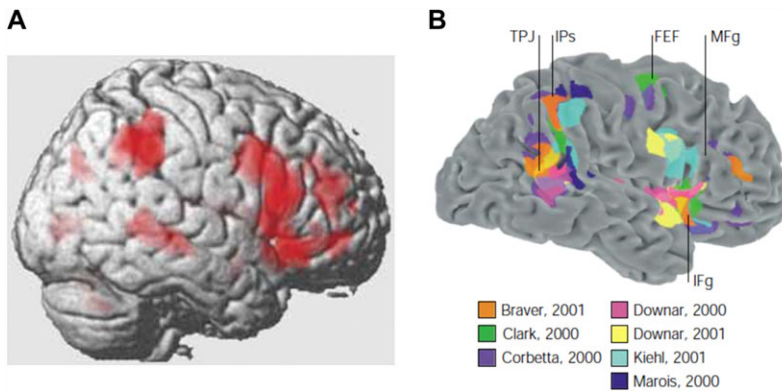 A
B
TPJ IPs FEF MFg
IFg
Braver, 2001 Downar, 2000
Clark, 2000 Downar, 2001
Corbetta, 2000 Kiehl, 2001
Marois, 2000